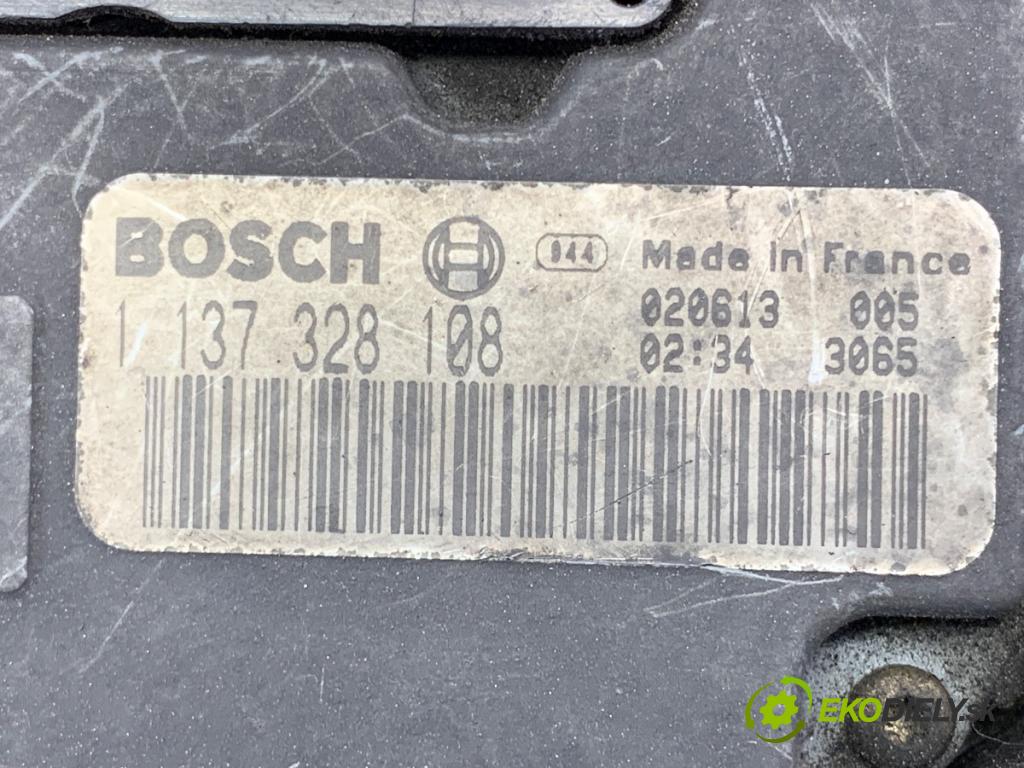 BOSCH 944 Made in France
1 137 328 108
020613 005
02:34 3065
EKODIELY.SK